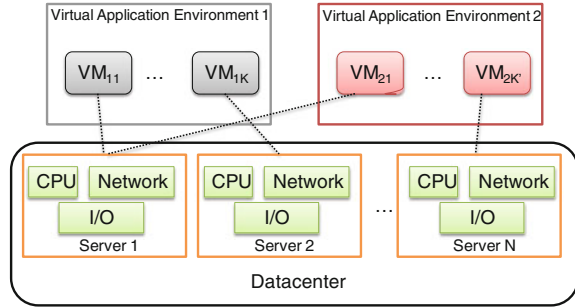 Virtual Application Environment 1
Virtual Application Environment 2
VM11 ... VM1K
VM21 ... VM2K'
CPU Network
I/O
Server 1
CPU Network
I/O
Server 2
...
CPU Network
I/O
Server N
Datacenter